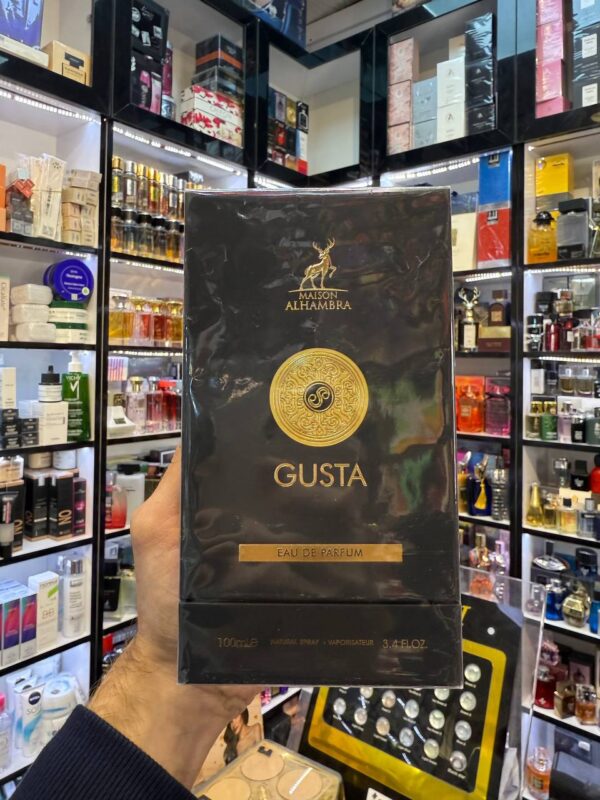 MAISON
ALHAMBRA
GUSTA
EAU DE PARFUM
100mLe NATURAL SPRAY - VAPORISATEUR 3.4 FL.OZ.